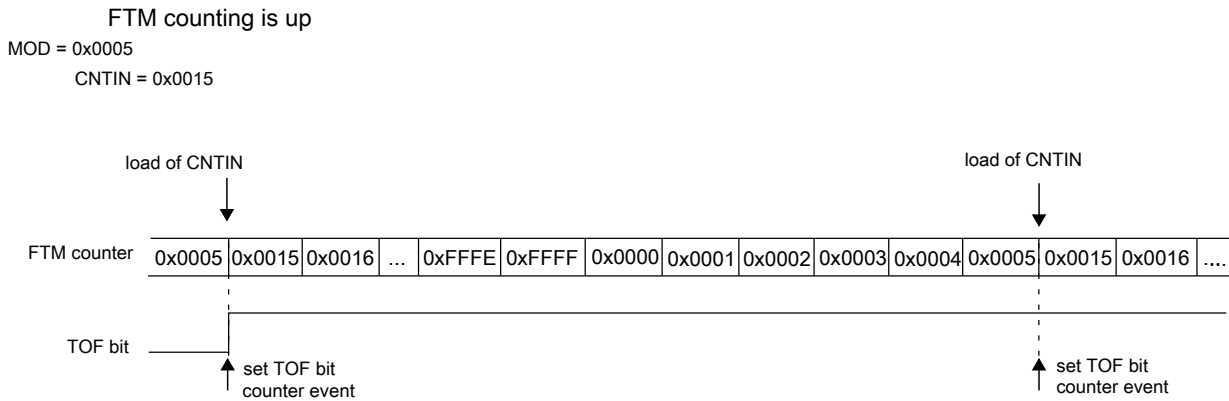 FTM counting is up
MOD = 0x0005
CNTIN = 0x0015
load of CNTIN
load of CNTIN
FTM counter 0x0005 0x0015 0x0016 ... 0xFFFE 0xFFFF 0x0000 0x0001 0x0002 0x0003 0x0004 0x0005 0x0015 0x0016 ....
TOF bit
set TOF bit
counter event
set TOF bit
counter event